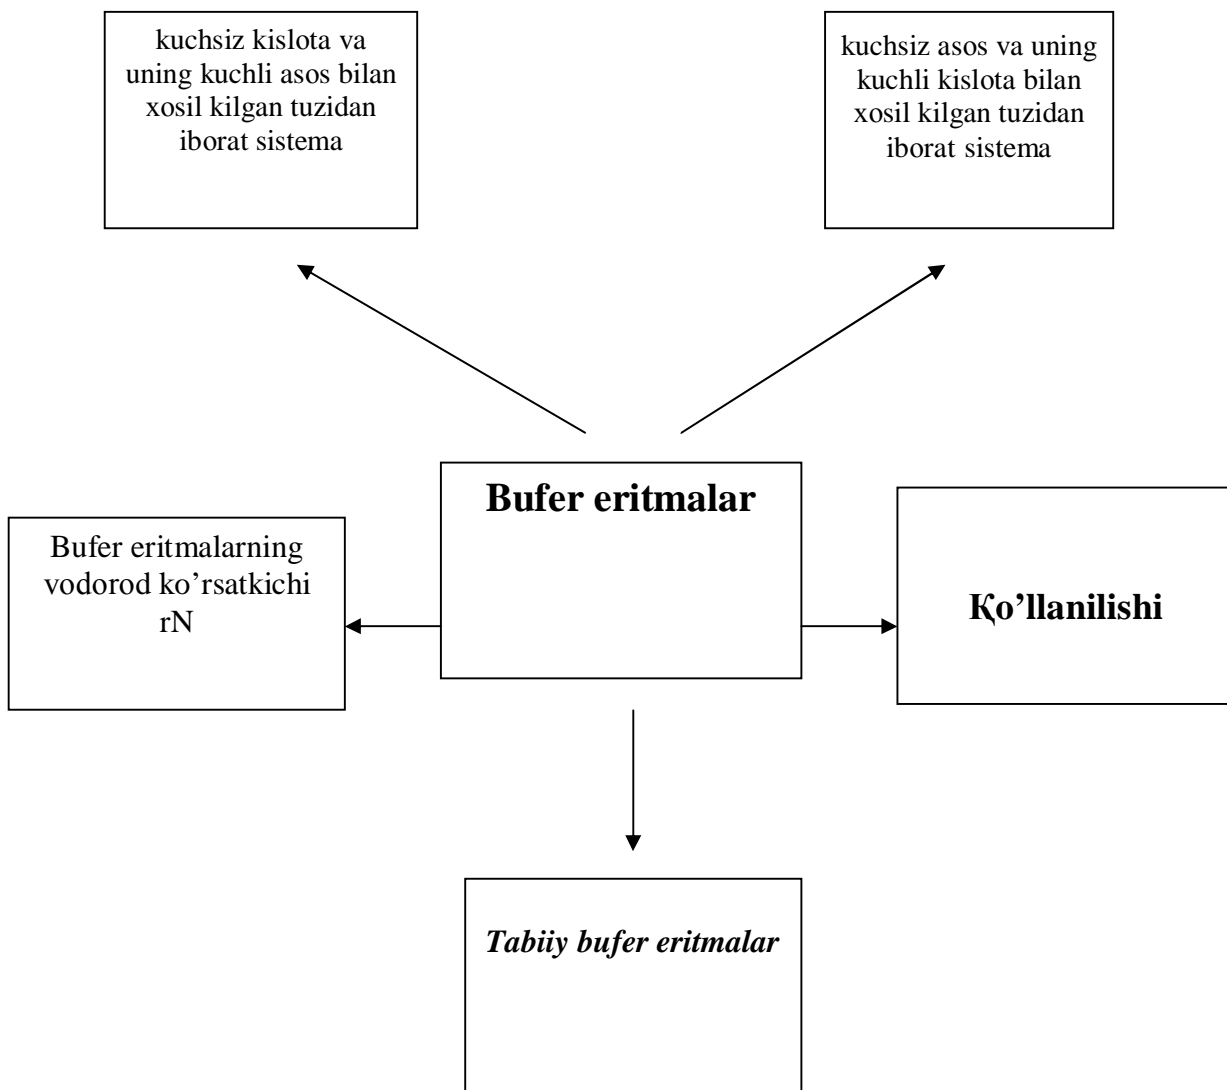 kuchsiz kislota va
uning kuchli asos bilan
xosil kilgan tuzidan
iborat sistema
kuchsiz asos va uning
kuchli kislota bilan
xosil kilgan tuzidan
iborat sistema
Bufer eritmalar
Bufer eritmalarning
vodorod ko’rsatkichi
rN
Қo’llanilishi
Tabiiy bufer eritmalar